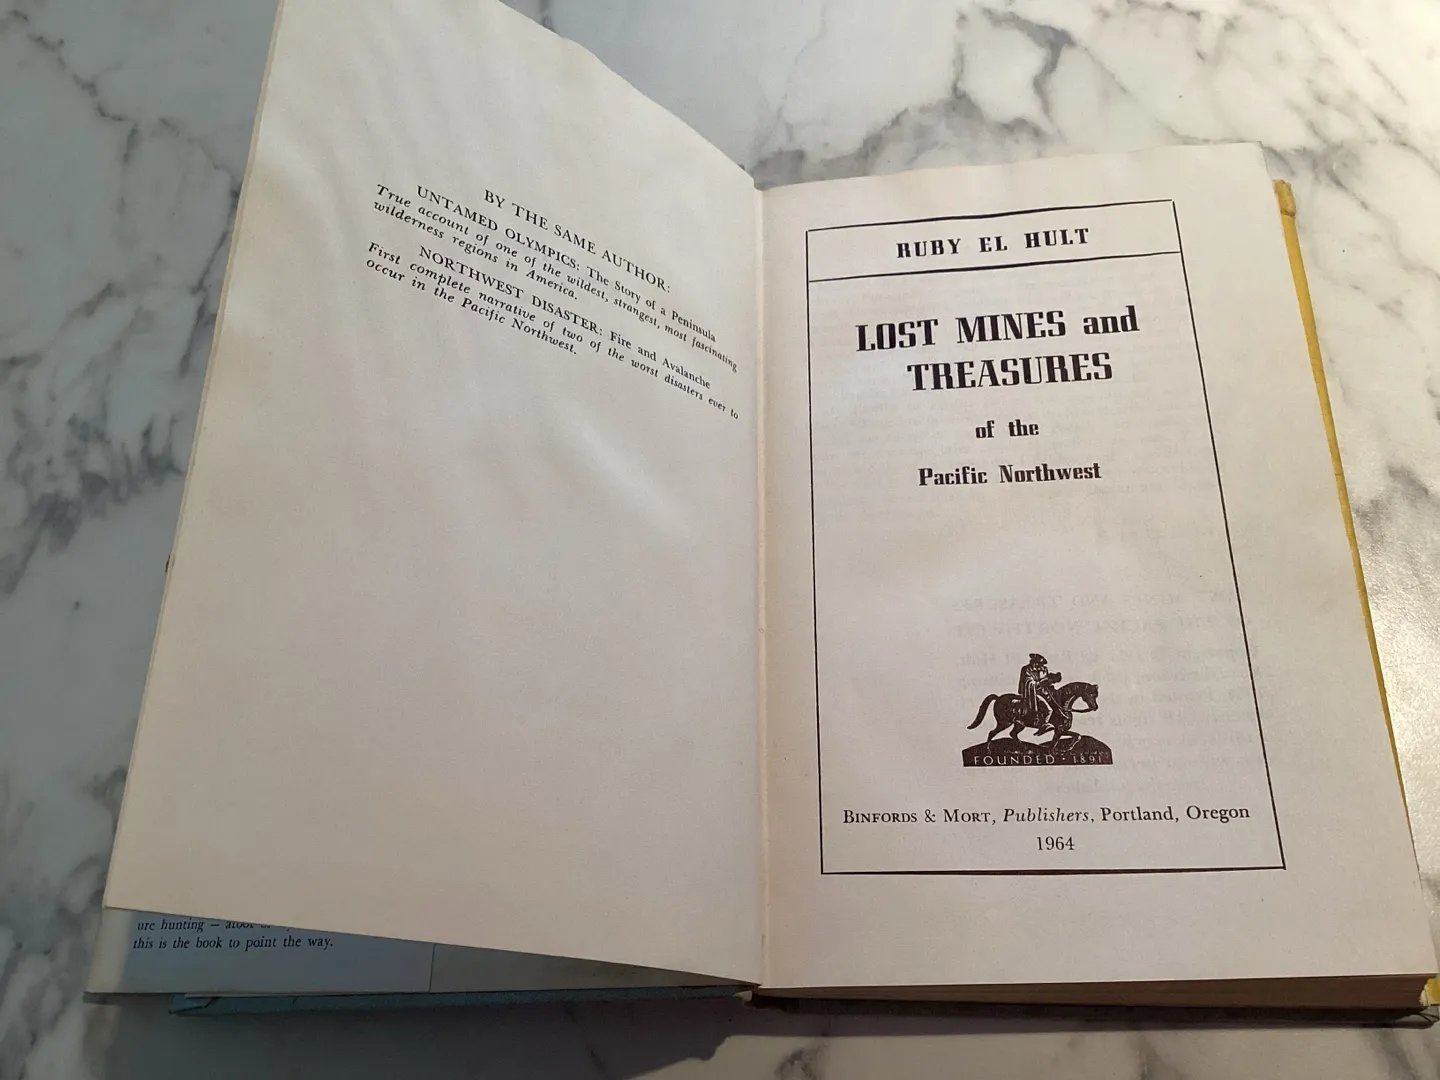 BY THE SAME AUTHOR:
UNTAMED OLYMPICS: The Story of a Peninsula
True account of one of the wildest, strangest, most fascinating
wilderness regions in America.
NORTHWEST DISASTER: Fire and Avalanche
First complete narrative of two of the worst disasters ever to
occur in the Pacific Northwest.
ure hunting —
this is the book to point the way.
RUBY EL HULT
LOST MINES and
TREASURES
of the
Pacific Northwest
FOUNDED · 1891
BINFORDS & MORT, Publishers, Portland, Oregon
1964